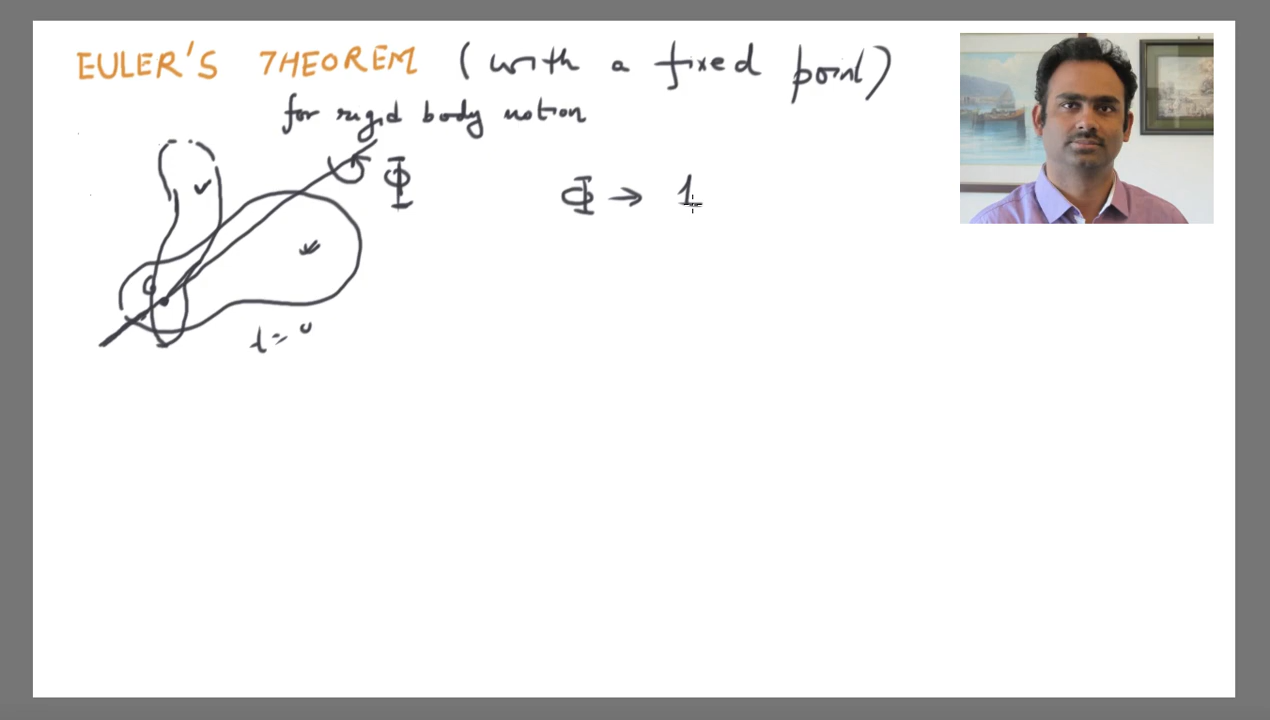 EULER'S THEOREM (with a fixed point)
for rigid body motion
Φ
Φ → 1
O
t = 0